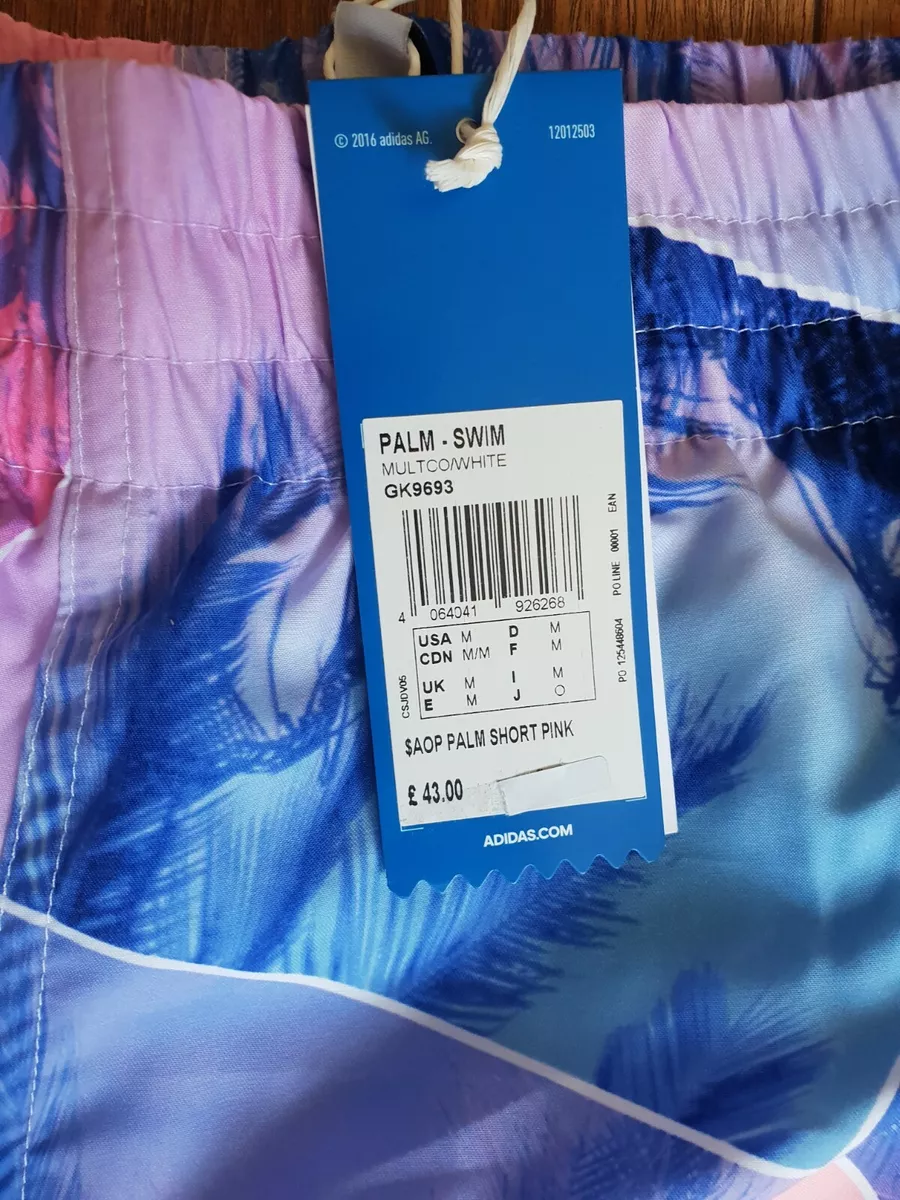 © 2016 adidas AG.
12012503
PALM - SWIM
MULTCO/WHITE
GK9693
4 064041 926268
EAN
PO LINE 00001
PO 125448604
CSJDV05
USA M D M
CDN M/M F M
UK M I M
E M J O
$AOP PALM SHORT PINK
£ 43.00
ADIDAS.COM